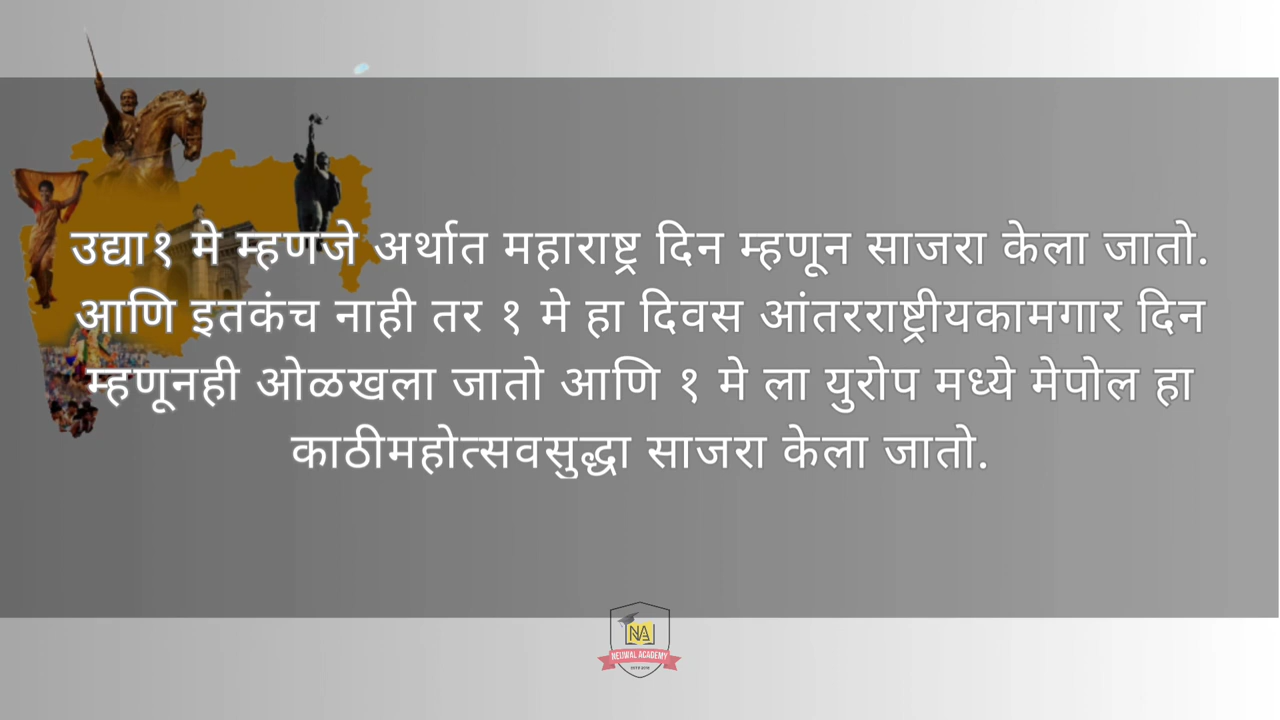 उद्या१ मे म्हणजे अर्थात महाराष्ट्र दिन म्हणून साजरा केला जातो.
आणि इतकंच नाही तर १ मे हा दिवस आंतरराष्ट्रीयकामगार दिन
म्हणूनही ओळखला जातो आणि १ मे ला युरोप मध्ये मेपोल हा
काठीमहोत्सवसुद्धा साजरा केला जातो.
NA
NEUWAL ACADEMY